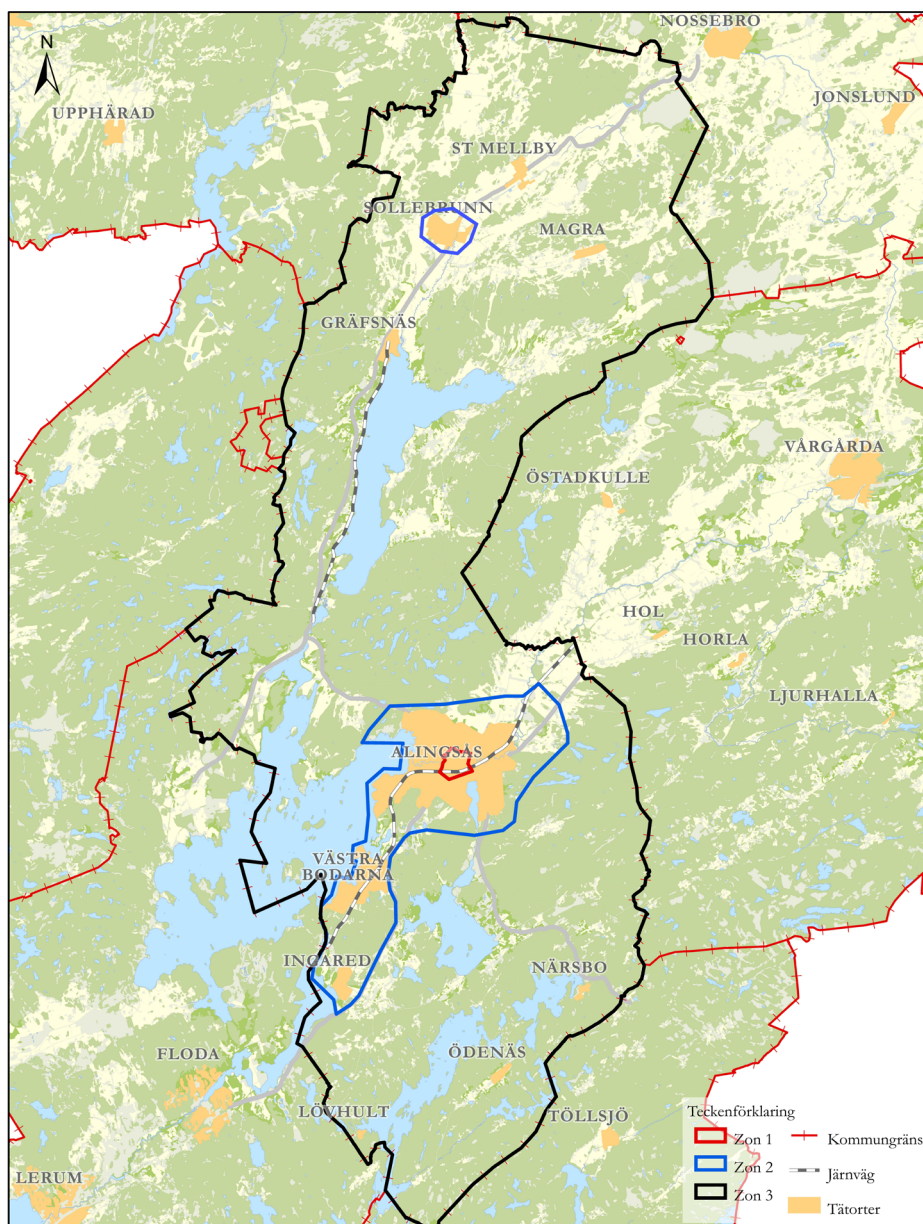 NOSSEBRO
N
JONSLUND
UPPHÄRAD
ST MELLBY
SOLLEBRUNN
MAGRA
GRÄFSNÄS
VÅRGÅRDA
ÖSTADKULLE
HOL
HORLA
LJURHALLA
ALINGSÅS
VÄSTRA
BODARNA
INGARED
NÄRSBO
FLODA
ÖDENÄS
LÖVHULT
TÖLLSJÖ
LERUM
Teckenförklaring
Zon 1
Kommungräns
Zon 2
Järnväg
Zon 3
Tätorter